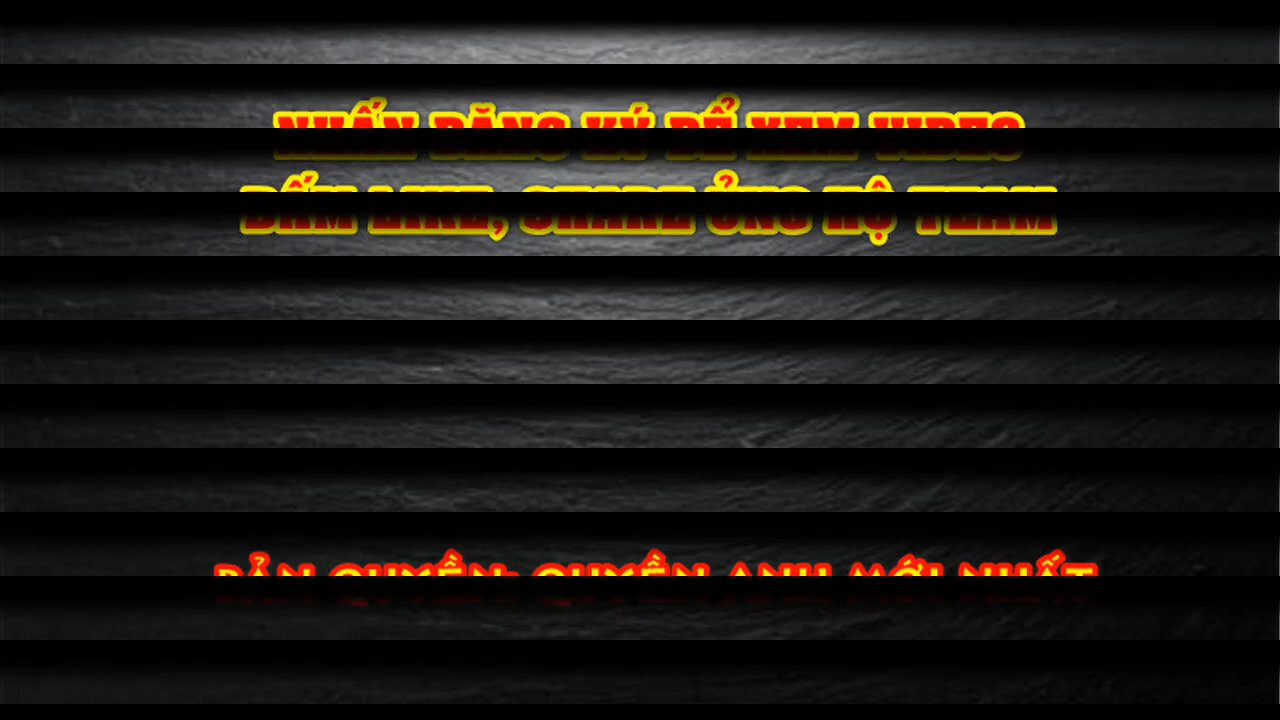 NHẤN ĐĂNG KÝ ĐỂ XEM VIDEO
BẤM LIKE, SHARE ỦNG HỘ TEAM
BẢN QUYỀN: QUYỀN ANH MỚI NHẤT